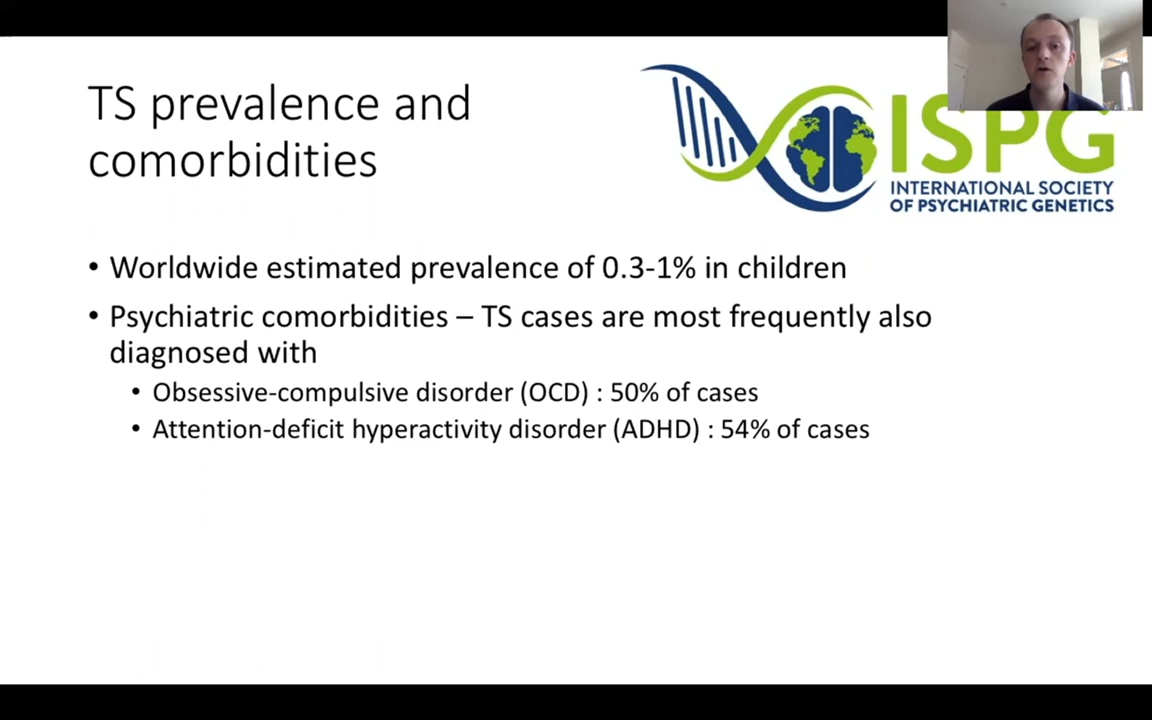 TS prevalence and
comorbidities
ISPG
INTERNATIONAL SOCIETY
OF PSYCHIATRIC GENETICS
• Worldwide estimated prevalence of 0.3-1% in children
• Psychiatric comorbidities – TS cases are most frequently also
diagnosed with
• Obsessive-compulsive disorder (OCD) : 50% of cases
• Attention-deficit hyperactivity disorder (ADHD) : 54% of cases